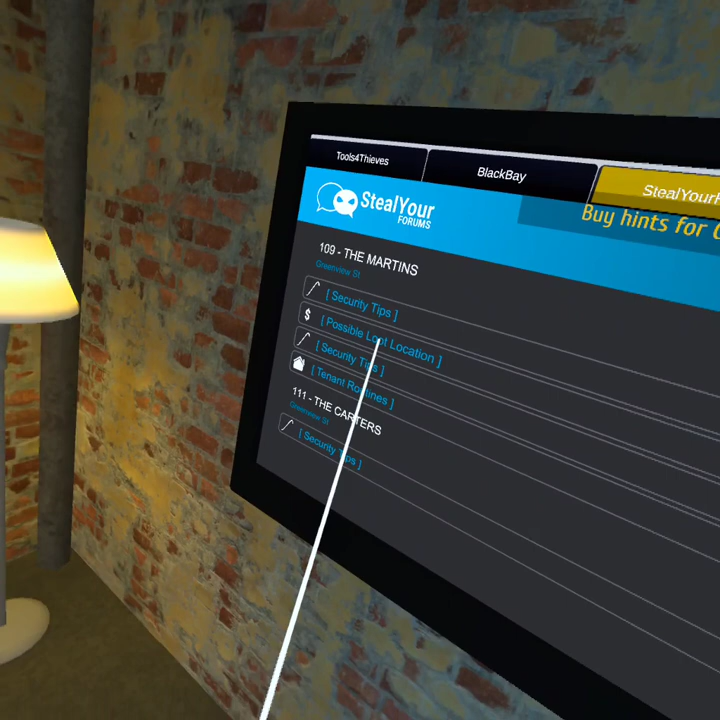 Tools4Thieves
BlackBay
StealYour
StealYour
FORUMS
Buy hints for
109 - THE MARTINS
Greenview St
[ Security Tips ]
$
[ Possible Loot Location ]
[ Security Tips ]
[ Tenant Routines ]
111 - THE CARTERS
Greenview St
[ Security Tips ]